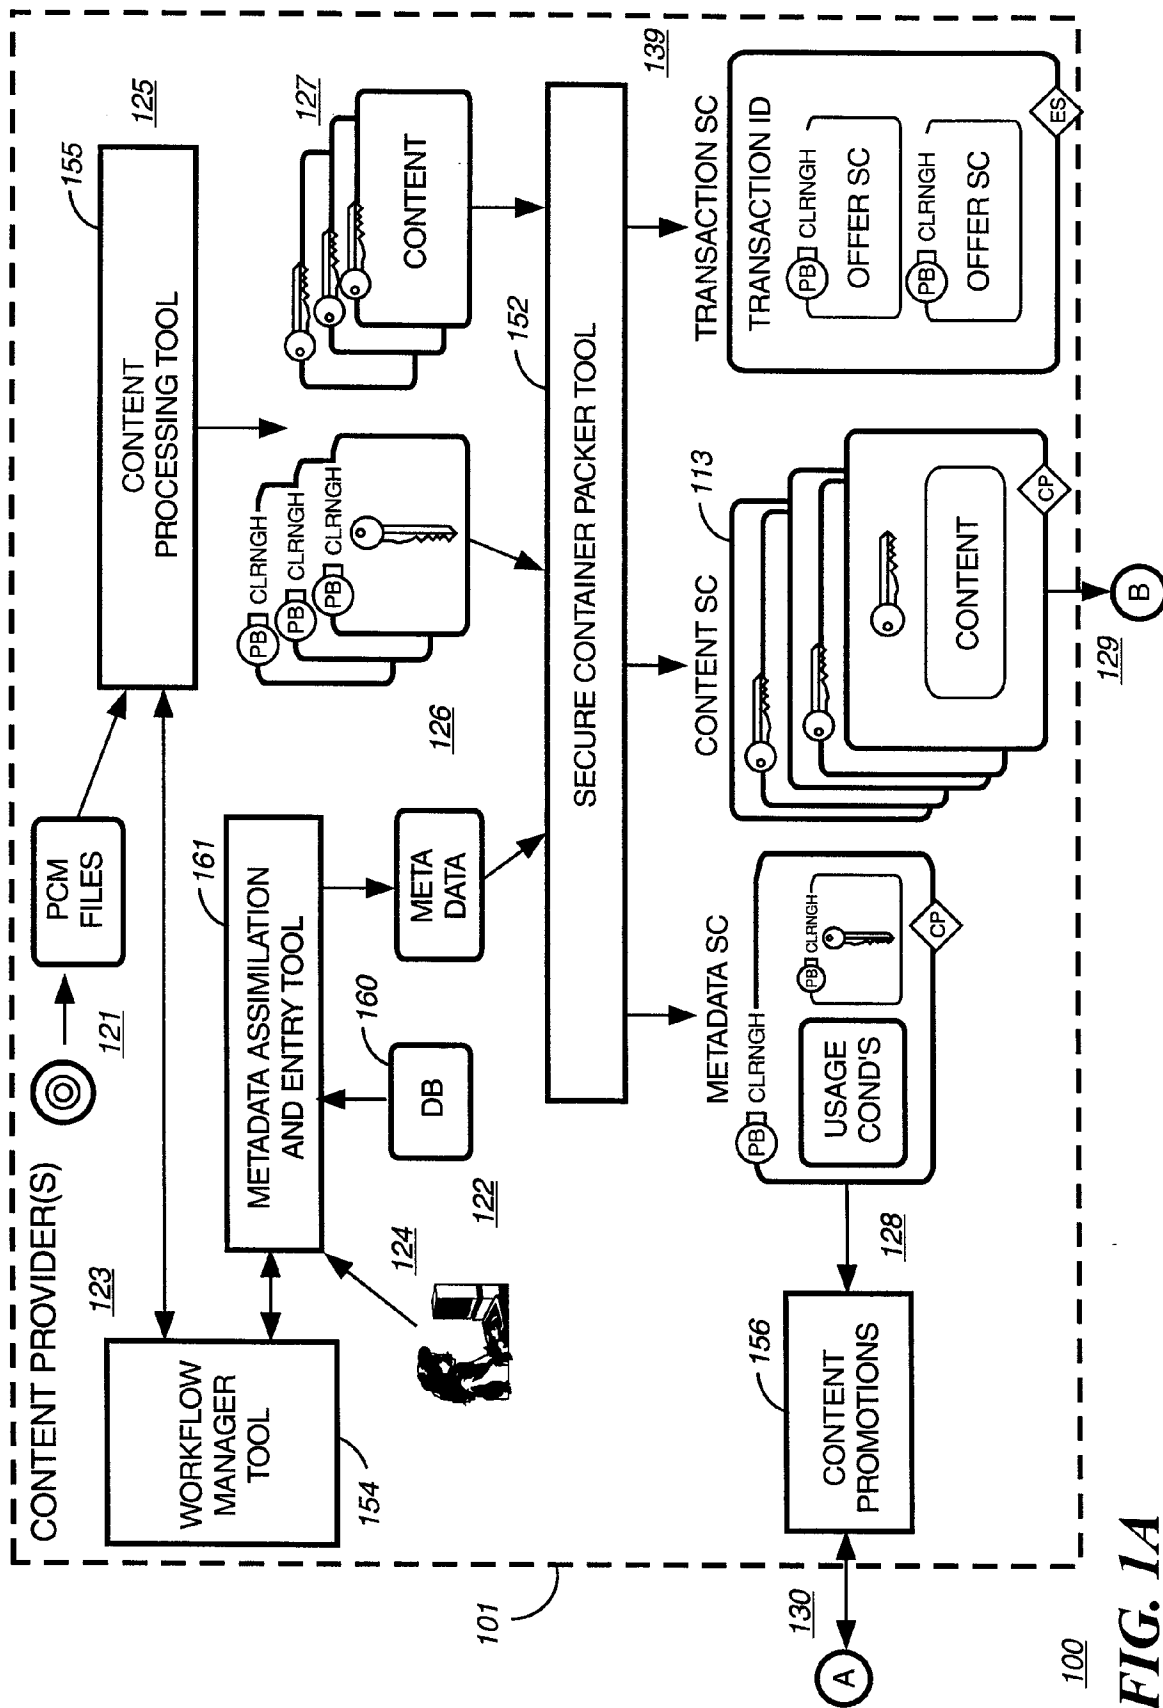 CONTENT PROVIDER(S)
123
WORKFLOW
MANAGER
TOOL
154
121
PCM
FILES
155
125
CONTENT
PROCESSING TOOL
161
METADATA ASSIMILATION
AND ENTRY TOOL
124
160
DB
122
META
DATA
126
PB CLRNGH
PB CLRNGH
PB CLRNGH
127
CONTENT
152
SECURE CONTAINER PACKER TOOL
139
METADATA SC
PB CLRNGH
USAGE
COND'S
PB CLRNGH
CP
128
156
CONTENT
PROMOTIONS
CONTENT SC
113
CONTENT
CP
TRANSACTION SC
TRANSACTION ID
PB CLRNGH
OFFER SC
PB CLRNGH
OFFER SC
ES
101
130
A
129
B
100
FIG. 1A